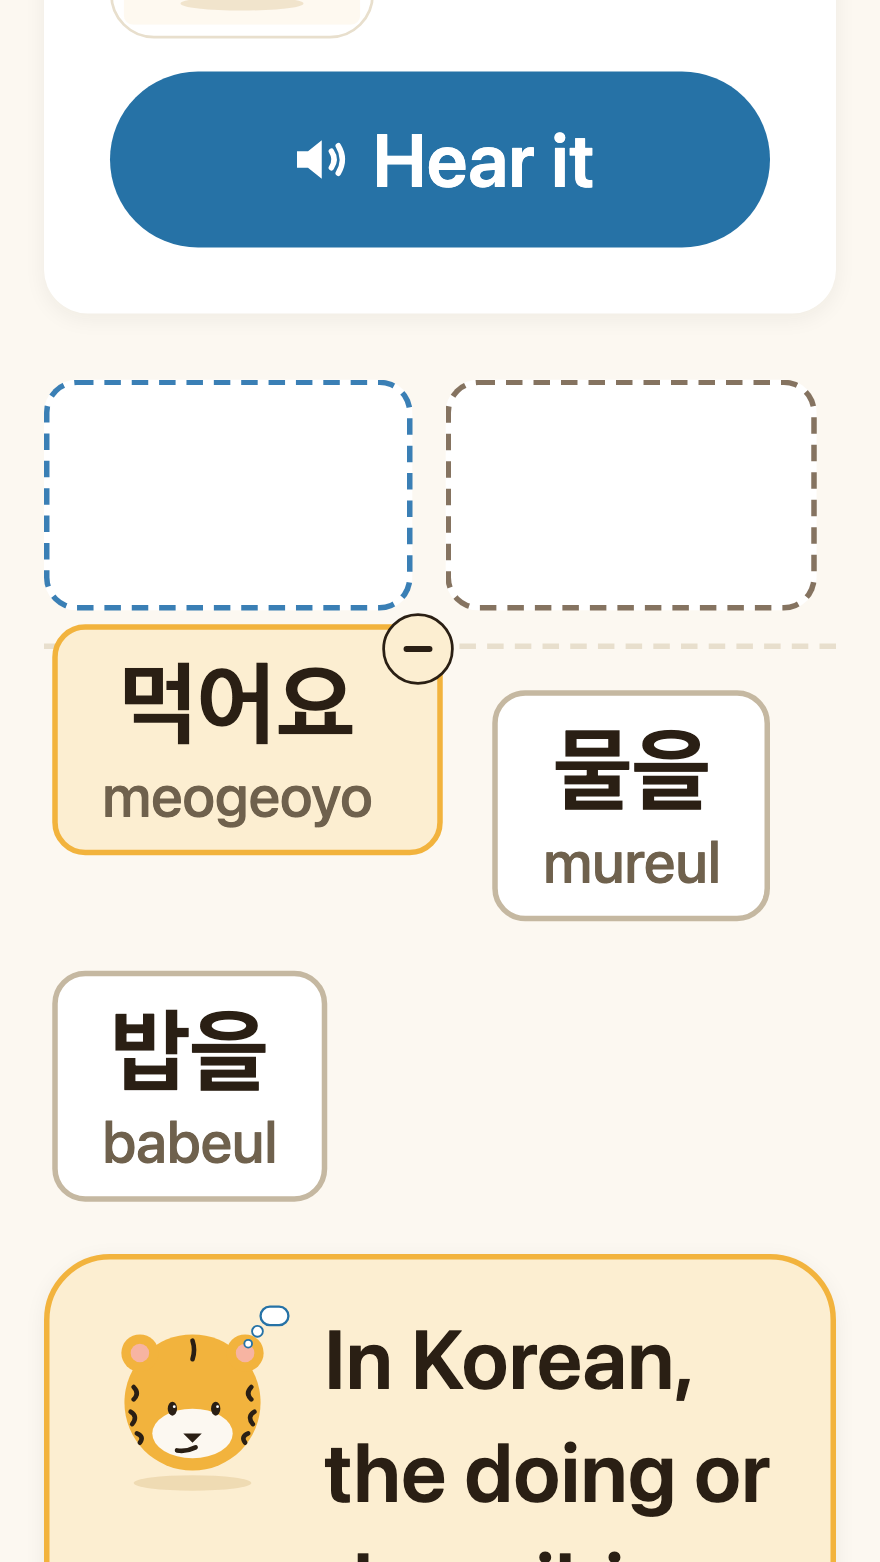 Hear it
먹어요
meogeoyo
물을
mureul
밥을
babeul
In Korean,
the doing or